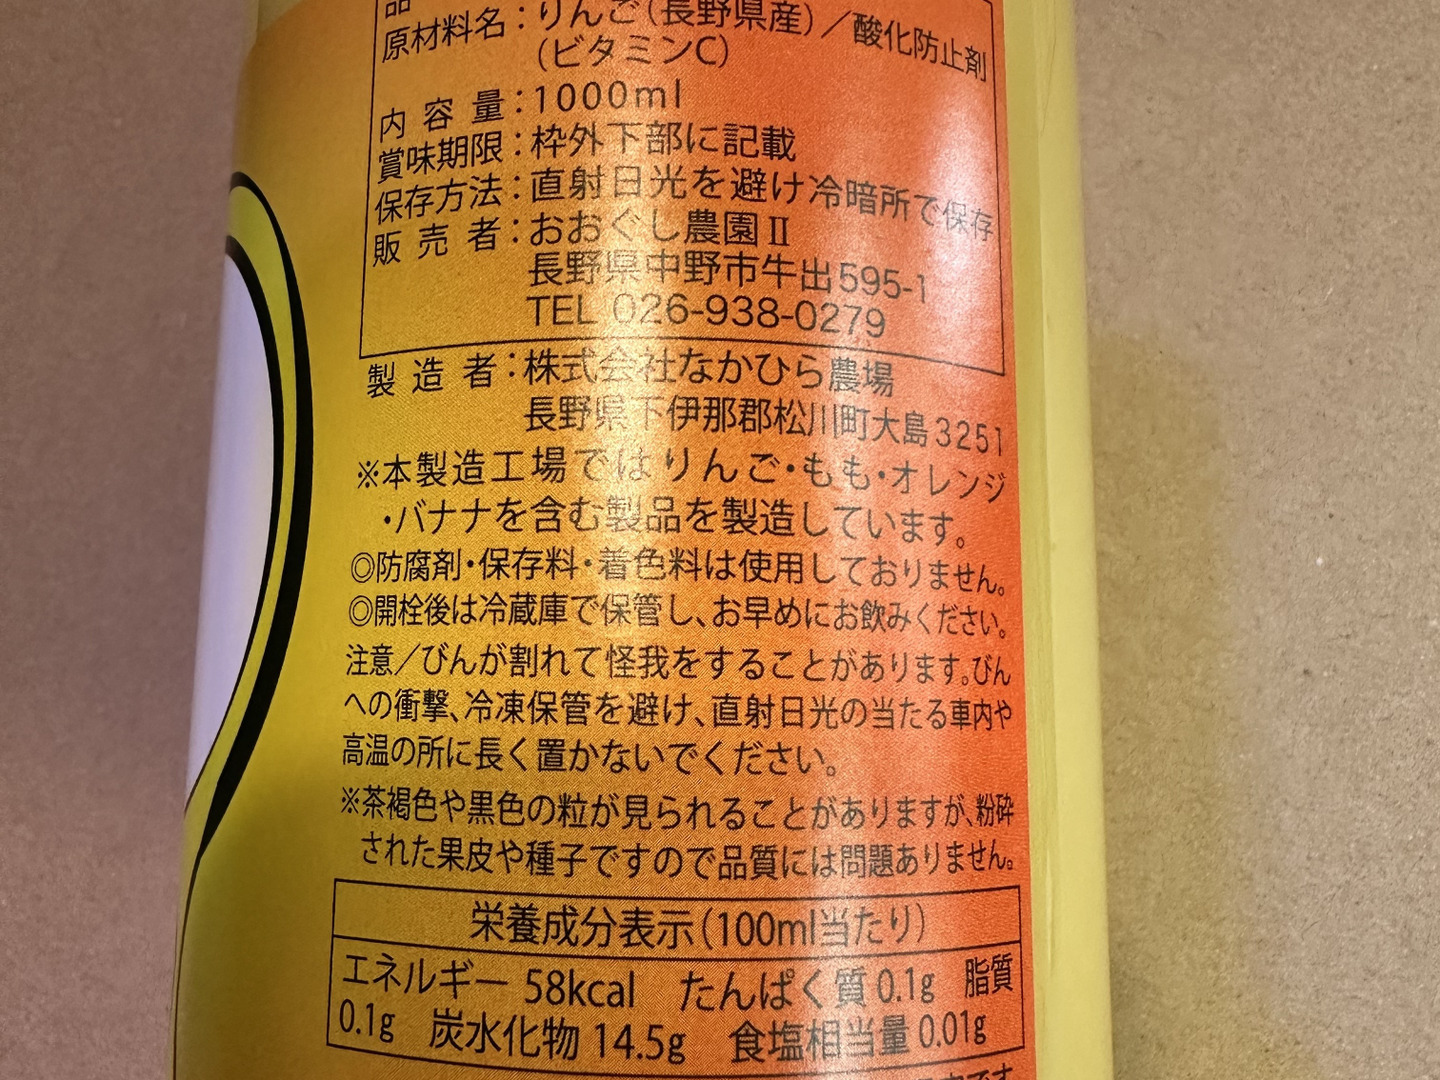 品
原材料名：りんご（長野県産）／酸化防止剤
（ビタミンC）
内容量：1000ml
賞味期限：枠外下部に記載
保存方法：直射日光を避け冷暗所で保存
販売者：おおぐし農園Ⅱ
長野県中野市牛出595-1
TEL 026-938-0279
製造者：株式会社なかひら農場
長野県下伊那郡松川町大島3251
※本製造工場ではりんご・もも・オレンジ
・バナナを含む製品を製造しています。
◎防腐剤・保存料・着色料は使用しておりません。
◎開栓後は冷蔵庫で保管し、お早めにお飲みください。
注意／びんが割れて怪我をすることがあります。びん
への衝撃、冷凍保管を避け、直射日光の当たる車内や
高温の所に長く置かないでください。
※茶褐色や黒色の粒が見られることがありますが、粉砕
された果皮や種子ですので品質には問題ありません。
栄養成分表示（100ml当たり）
エネルギー 58kcal たんぱく質 0.1g 脂質
0.1g 炭水化物 14.5g 食塩相当量 0.01g